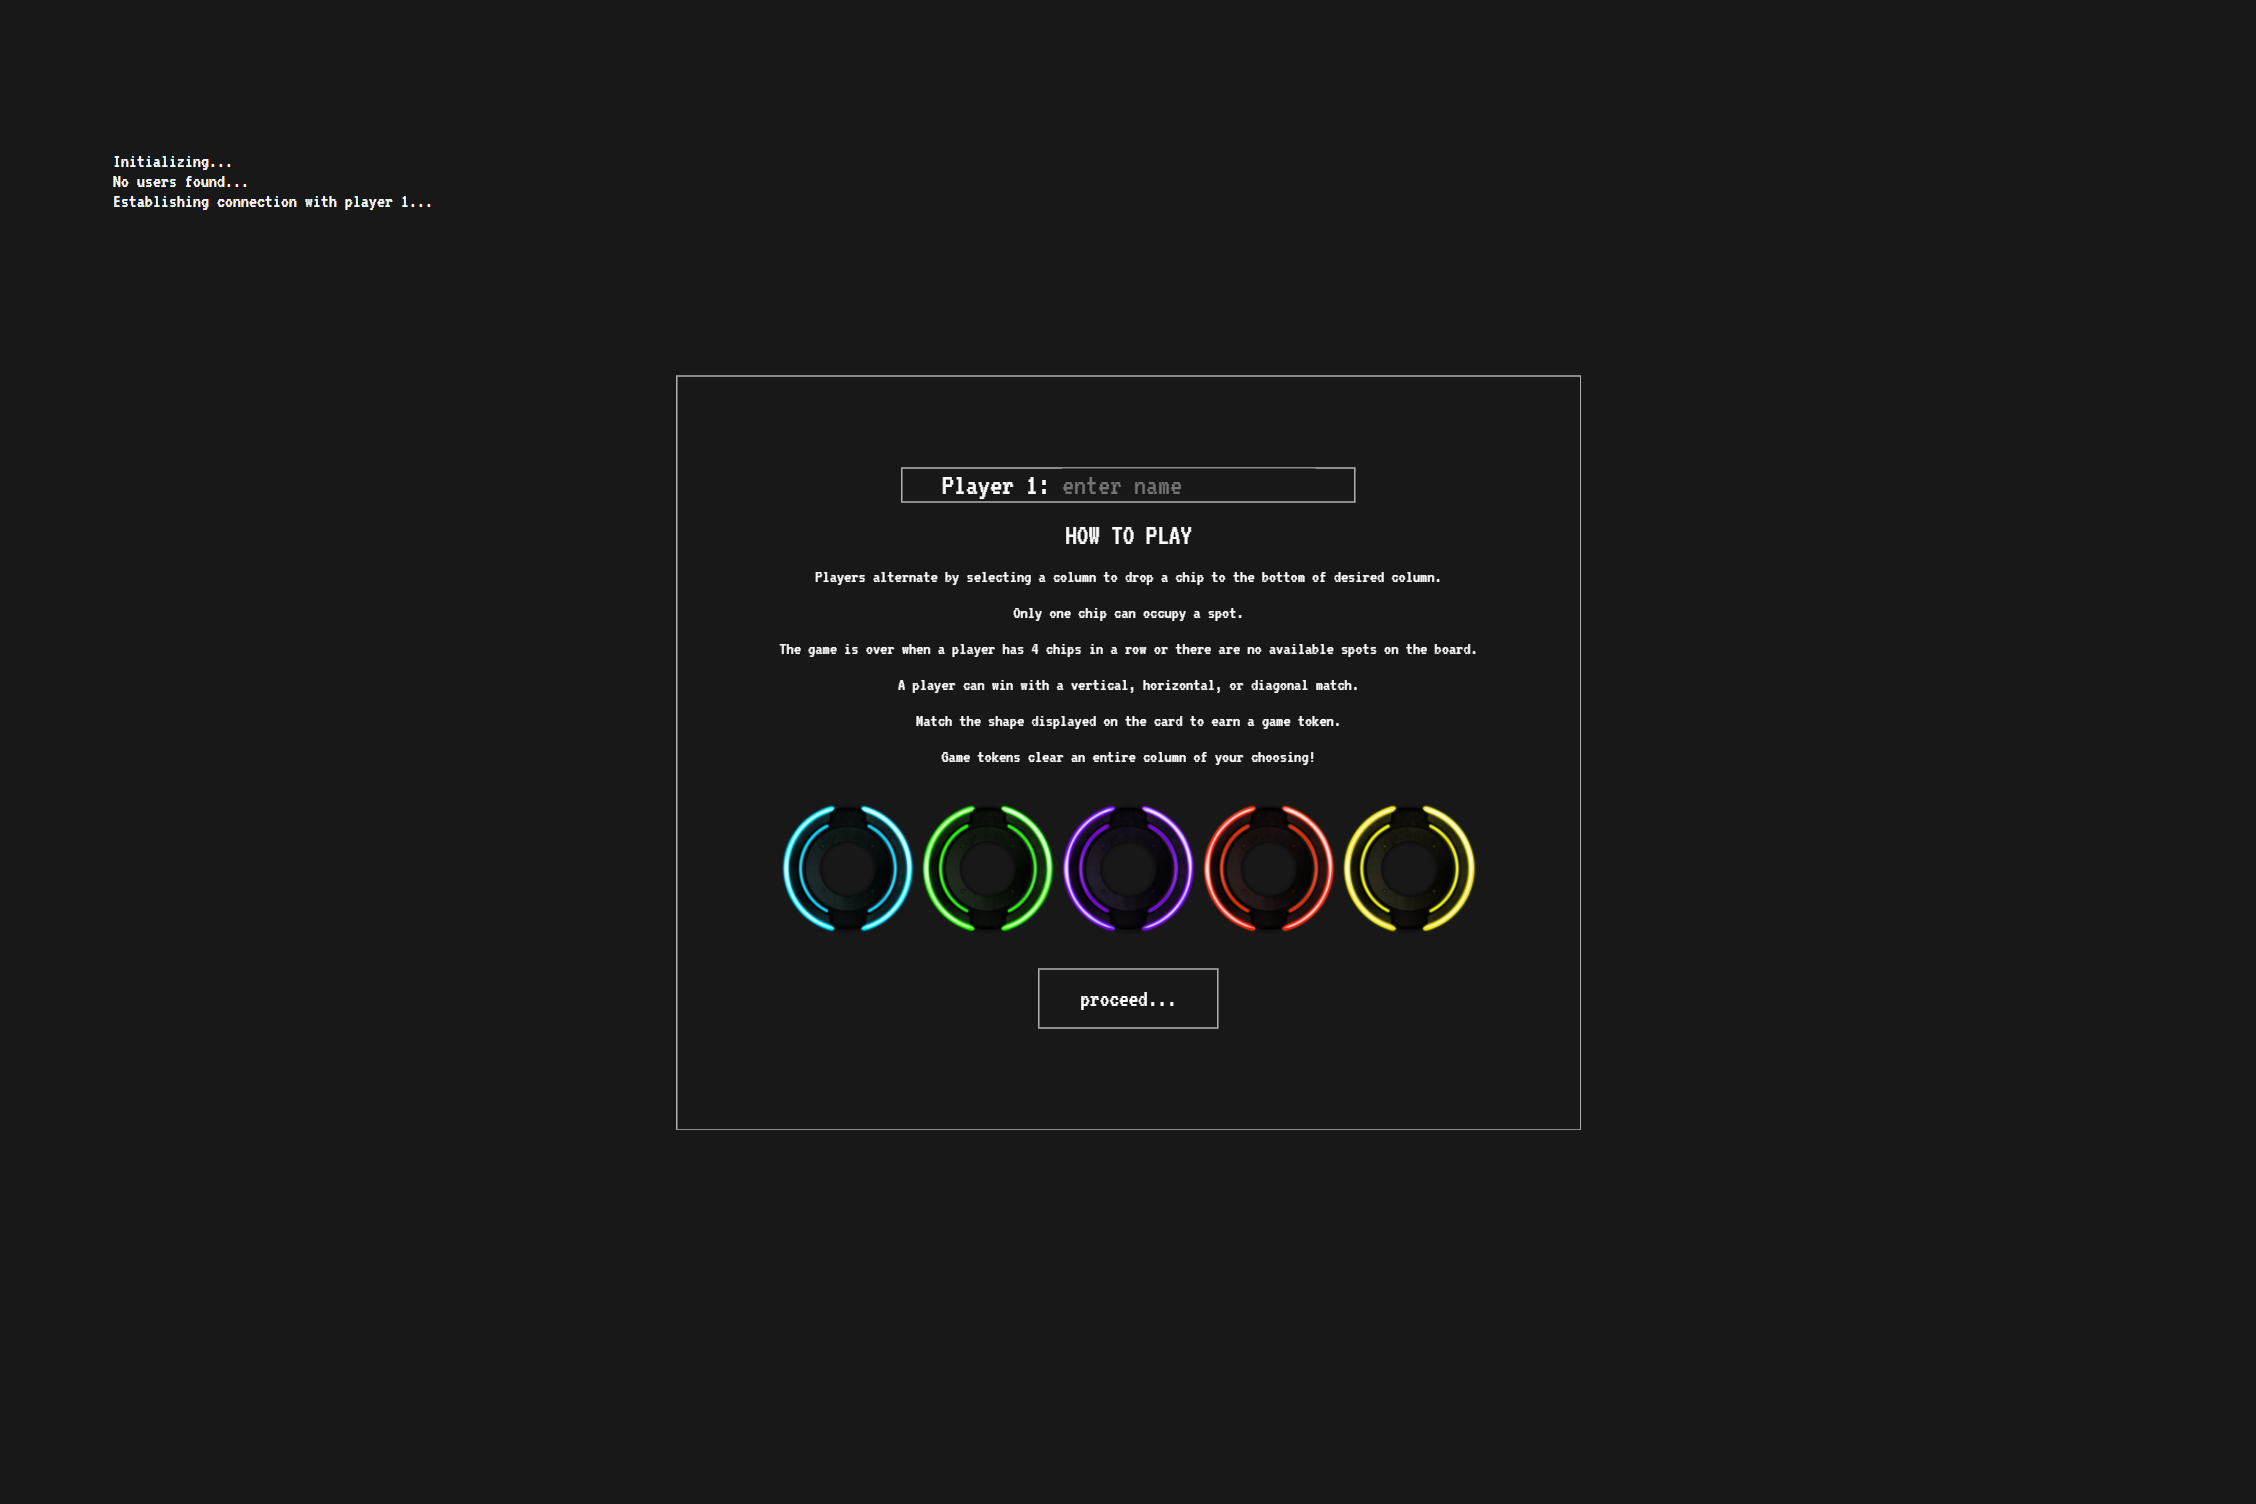 Initializing...
No users found...
Establishing connection with player 1...
Player 1: enter name
HOW TO PLAY
Players alternate by selecting a column to drop a chip to the bottom of desired column.
Only one chip can occupy a spot.
The game is over when a player has 4 chips in a row or there are no available spots on the board.
A player can win with a vertical, horizontal, or diagonal match.
Match the shape displayed on the card to earn a game token.
Game tokens clear an entire column of your choosing!
proceed...